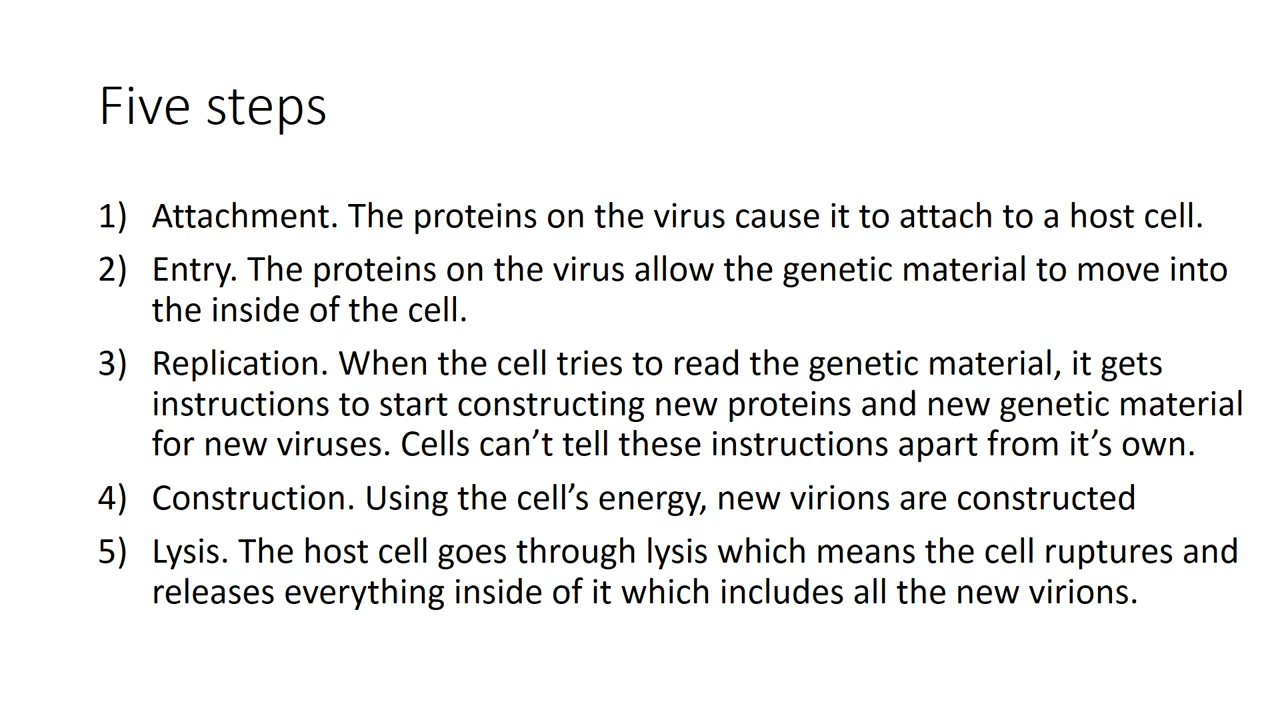 Five steps
1) Attachment. The proteins on the virus cause it to attach to a host cell.
2) Entry. The proteins on the virus allow the genetic material to move into
the inside of the cell.
3) Replication. When the cell tries to read the genetic material, it gets
instructions to start constructing new proteins and new genetic material
for new viruses. Cells can’t tell these instructions apart from it’s own.
4) Construction. Using the cell’s energy, new virions are constructed
5) Lysis. The host cell goes through lysis which means the cell ruptures and
releases everything inside of it which includes all the new virions.